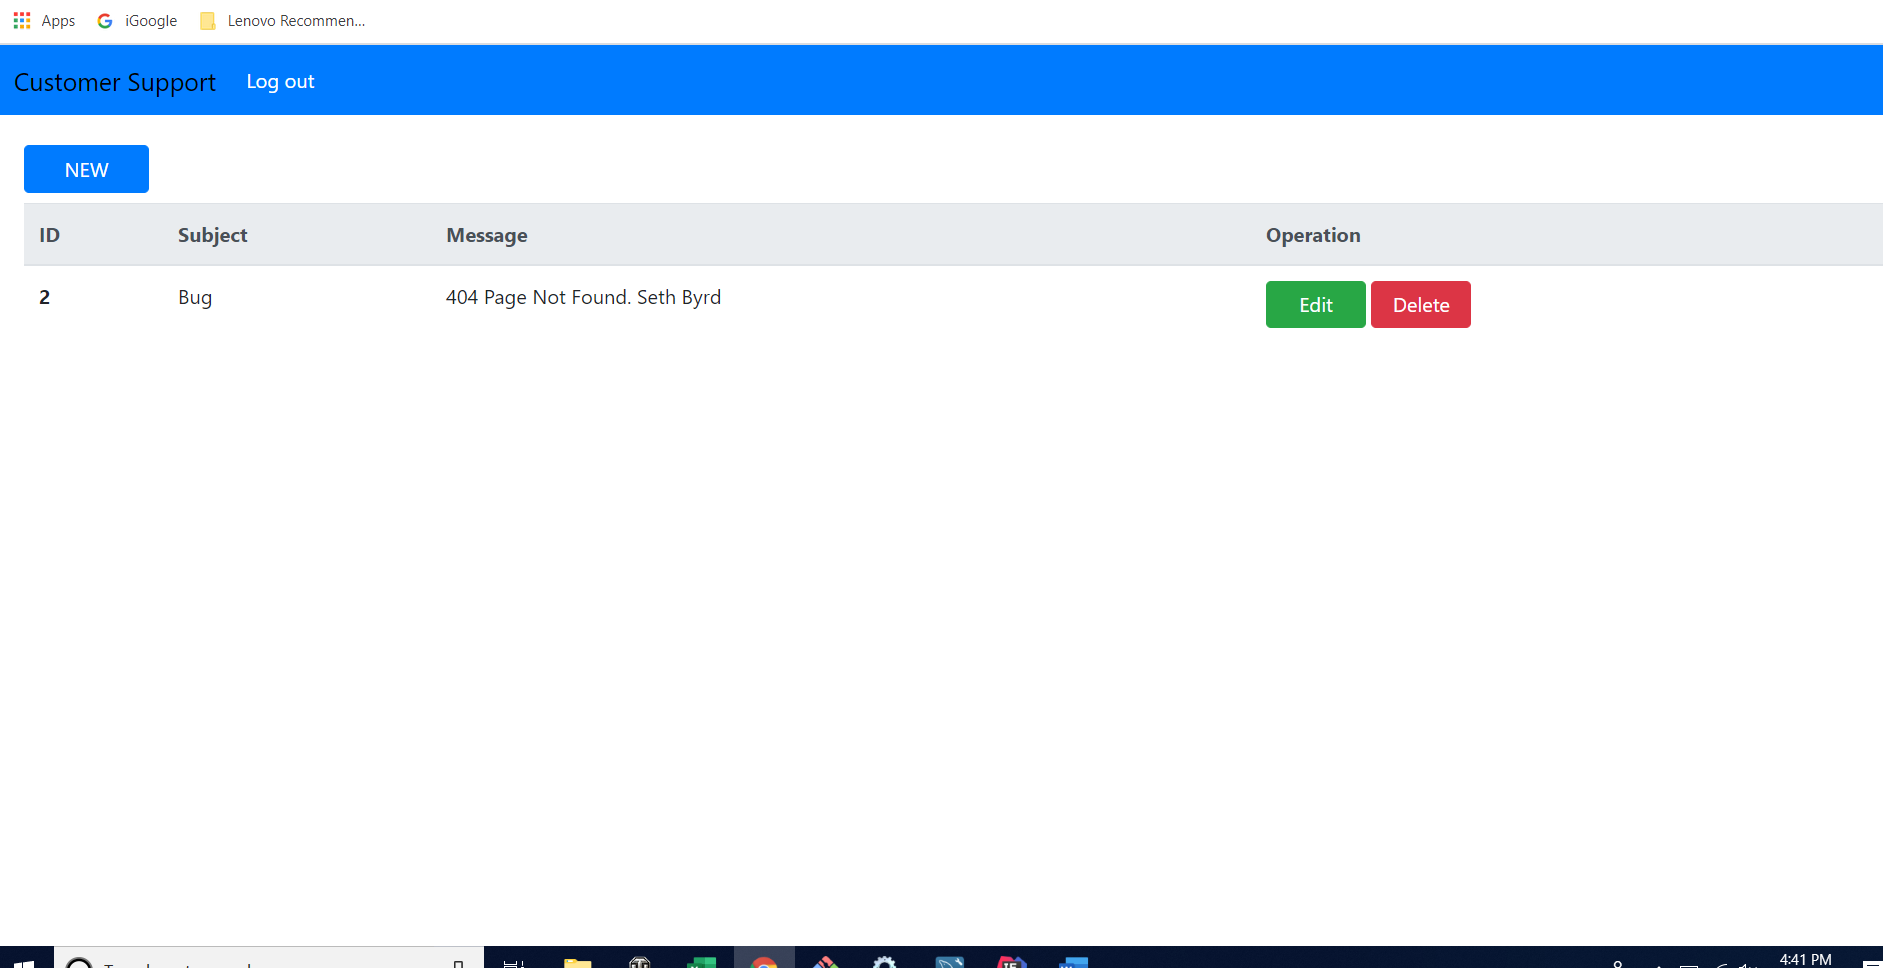 Apps iGoogle Lenovo Recommen...
Customer Support Log out
NEW
ID Subject Message Operation
2 Bug 404 Page Not Found. Seth Byrd Edit Delete
4:41 PM